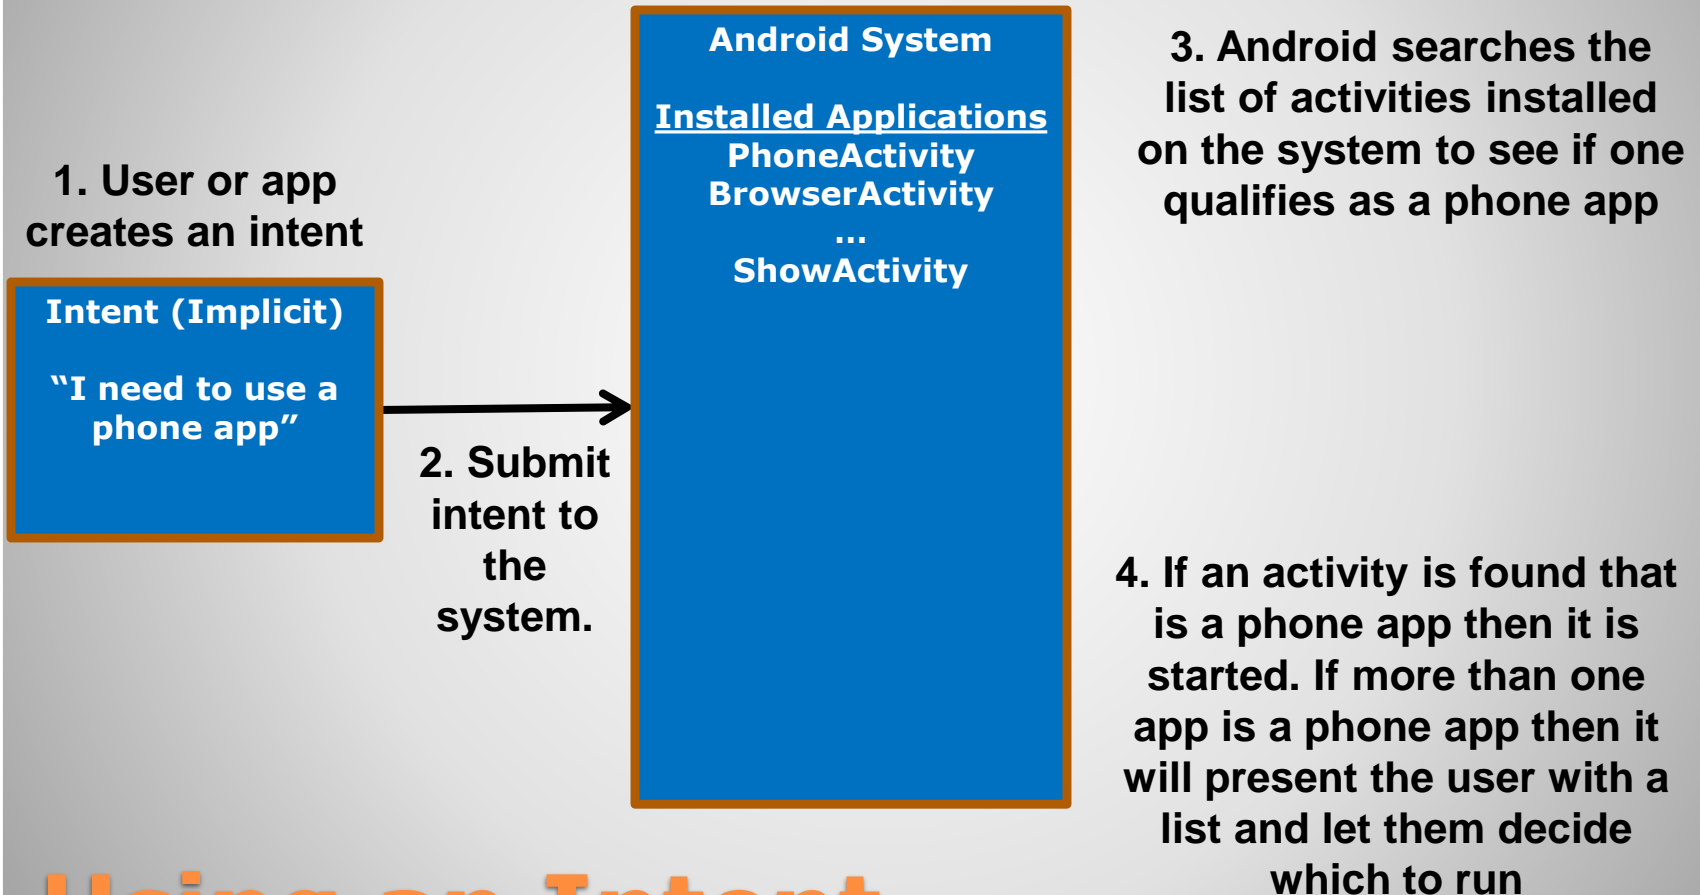 1. User or app
creates an intent
Intent (Implicit)
“I need to use a
phone app”
2. Submit
intent to
the
system.
Android System
Installed Applications
PhoneActivity
BrowserActivity
...
ShowActivity
3. Android searches the
list of activities installed
on the system to see if one
qualifies as a phone app
4. If an activity is found that
is a phone app then it is
started. If more than one
app is a phone app then it
will present the user with a
list and let them decide
which to run
Using an Intent